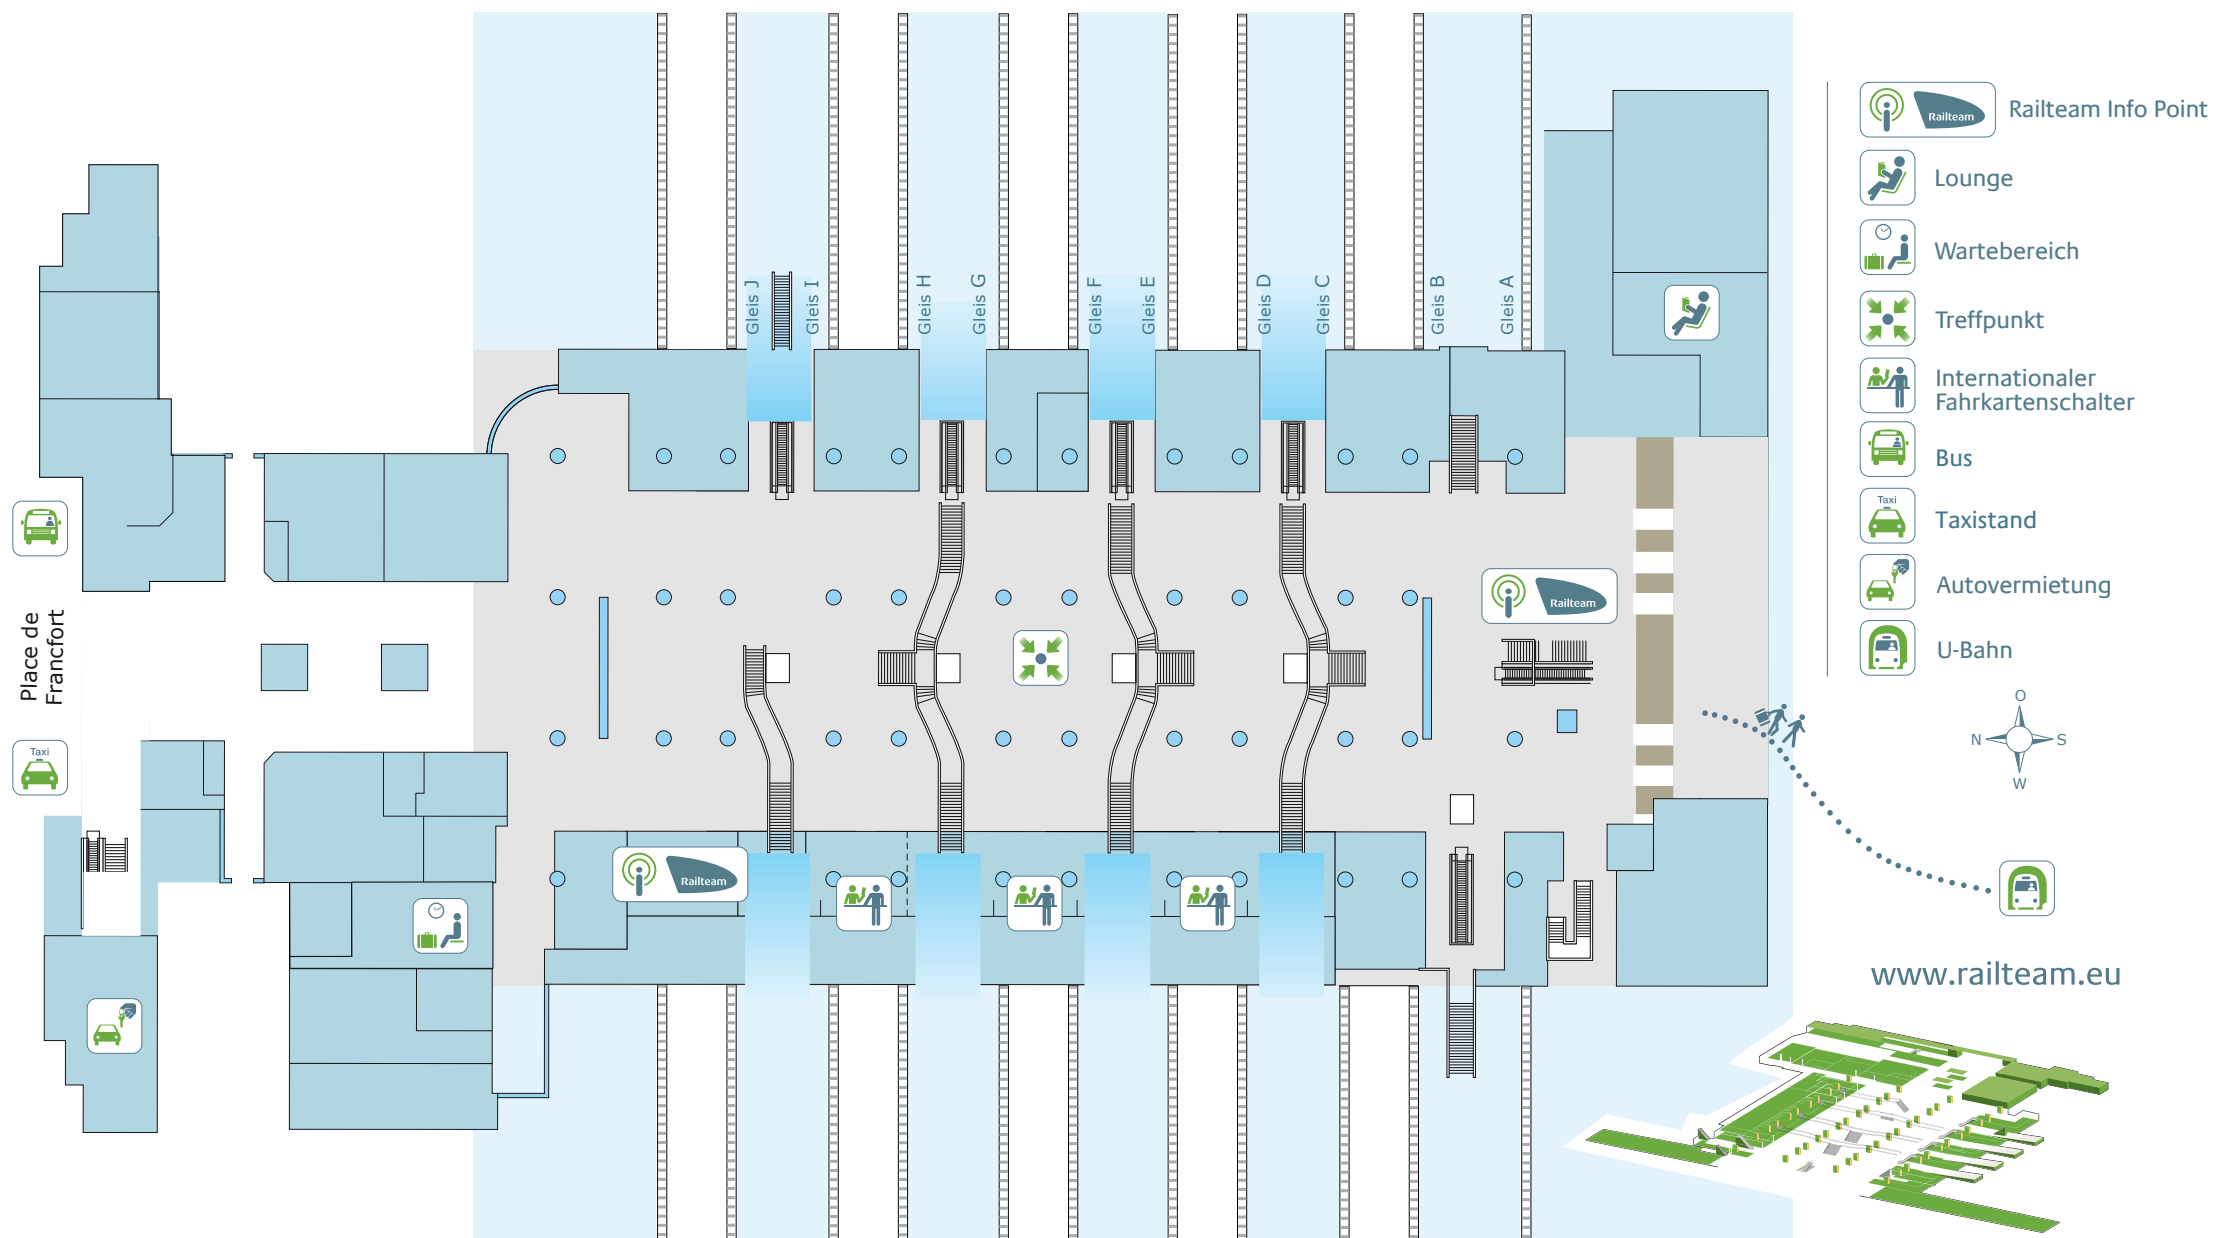 Gleis J
Gleis I
Gleis H
Gleis G
Gleis F
Gleis E
Gleis D
Gleis C
Gleis B
Gleis A
Place de
Francfort
Taxi
Railteam
Railteam
Railteam
Railteam Info Point
Lounge
Wartebereich
Treffpunkt
Internationaler
Fahrkartenschalter
Bus
Taxi
Taxistand
Autovermietung
U-Bahn
O
N
S
W
www.railteam.eu